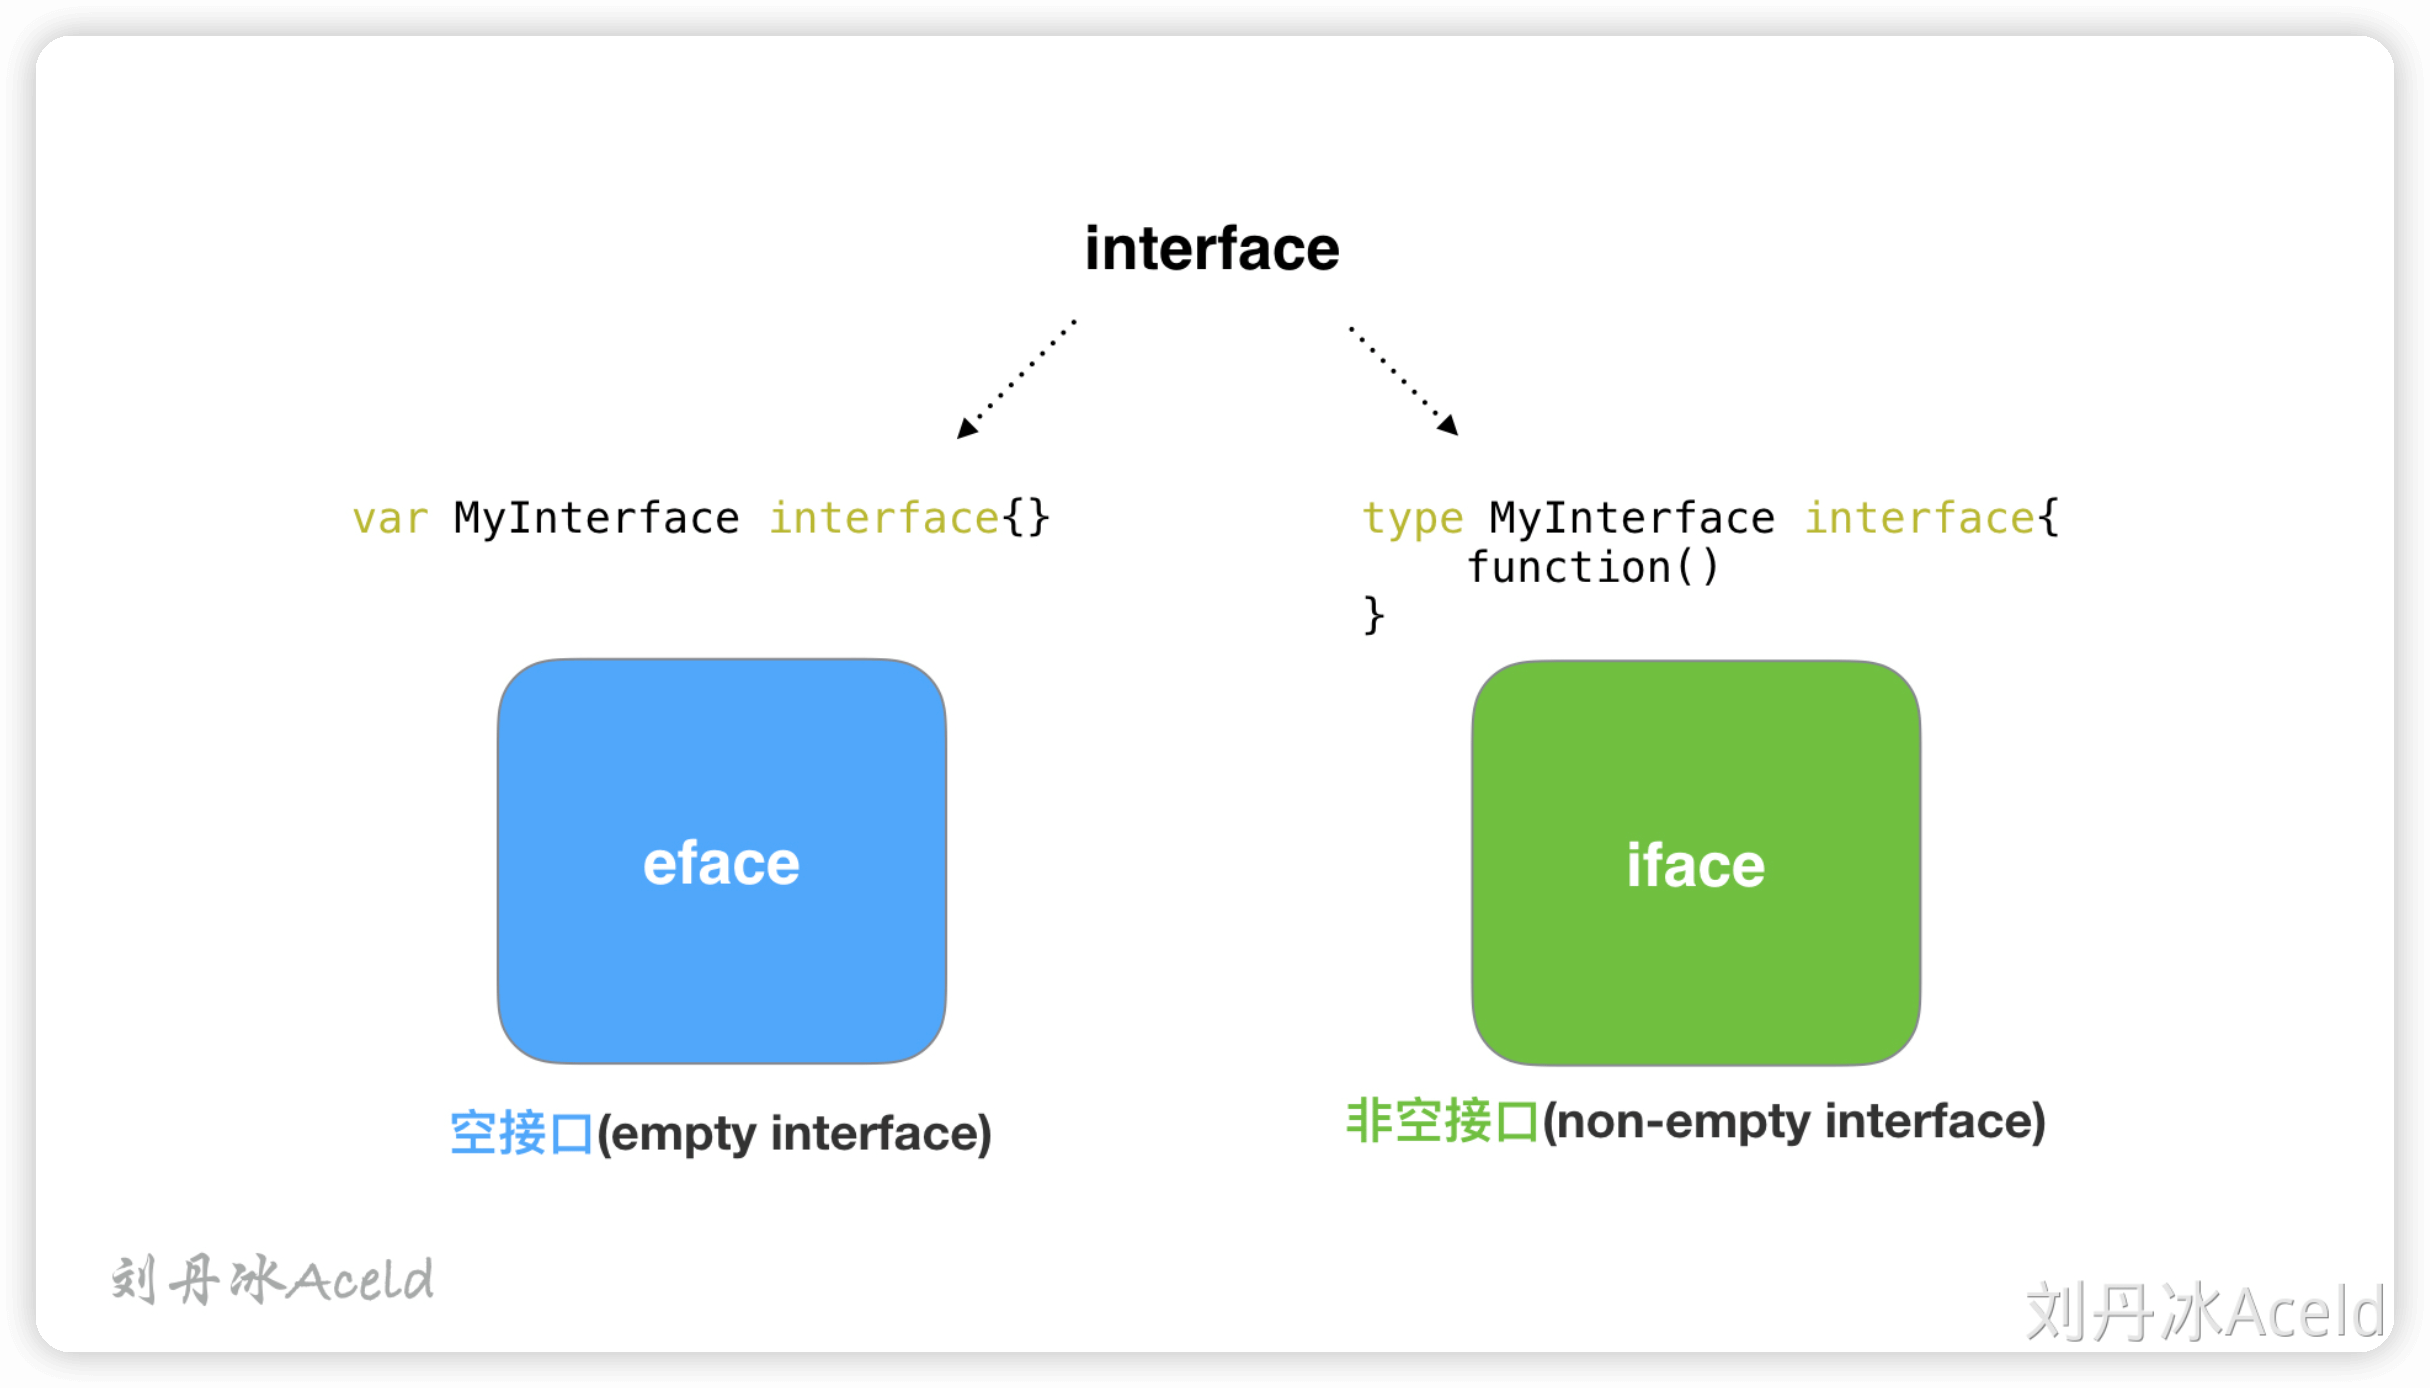 interface
var MyInterface interface{}
type MyInterface interface{
function()
}
eface
iface
空接口(empty interface)
非空接口(non-empty interface)
刘丹冰Aceld
刘丹冰Aceld